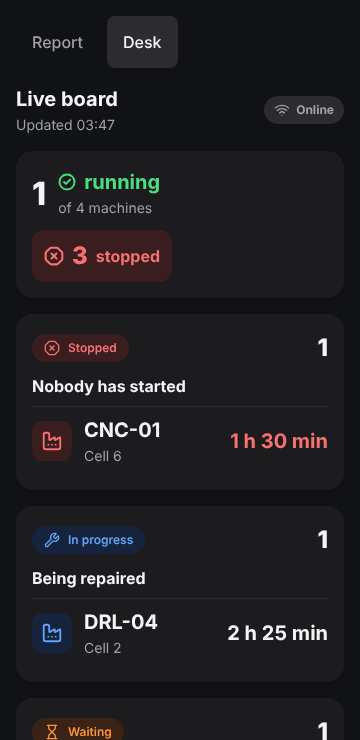 Report
Desk
Live board
Updated 03:47
Online
1
running
of 4 machines
3 stopped
Stopped
1
Nobody has started
CNC-01
Cell 6
1 h 30 min
In progress
1
Being repaired
DRL-04
Cell 2
2 h 25 min
Waiting
1